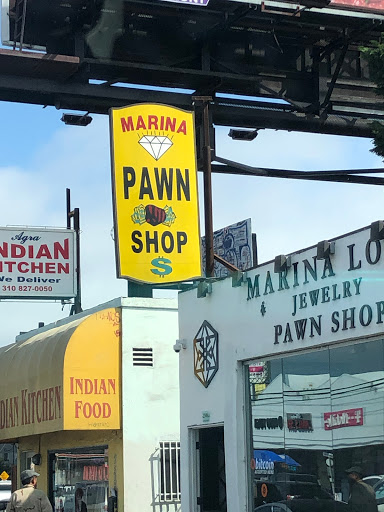 MARINA
PAWN
SHOP
$
Agra
INDIAN
KITCHEN
We Deliver
310 827-0050
INDIAN KITCHEN
INDIAN
FOOD
MARINA LO
& JEWELRY
PAWN SHOP
bitcoin